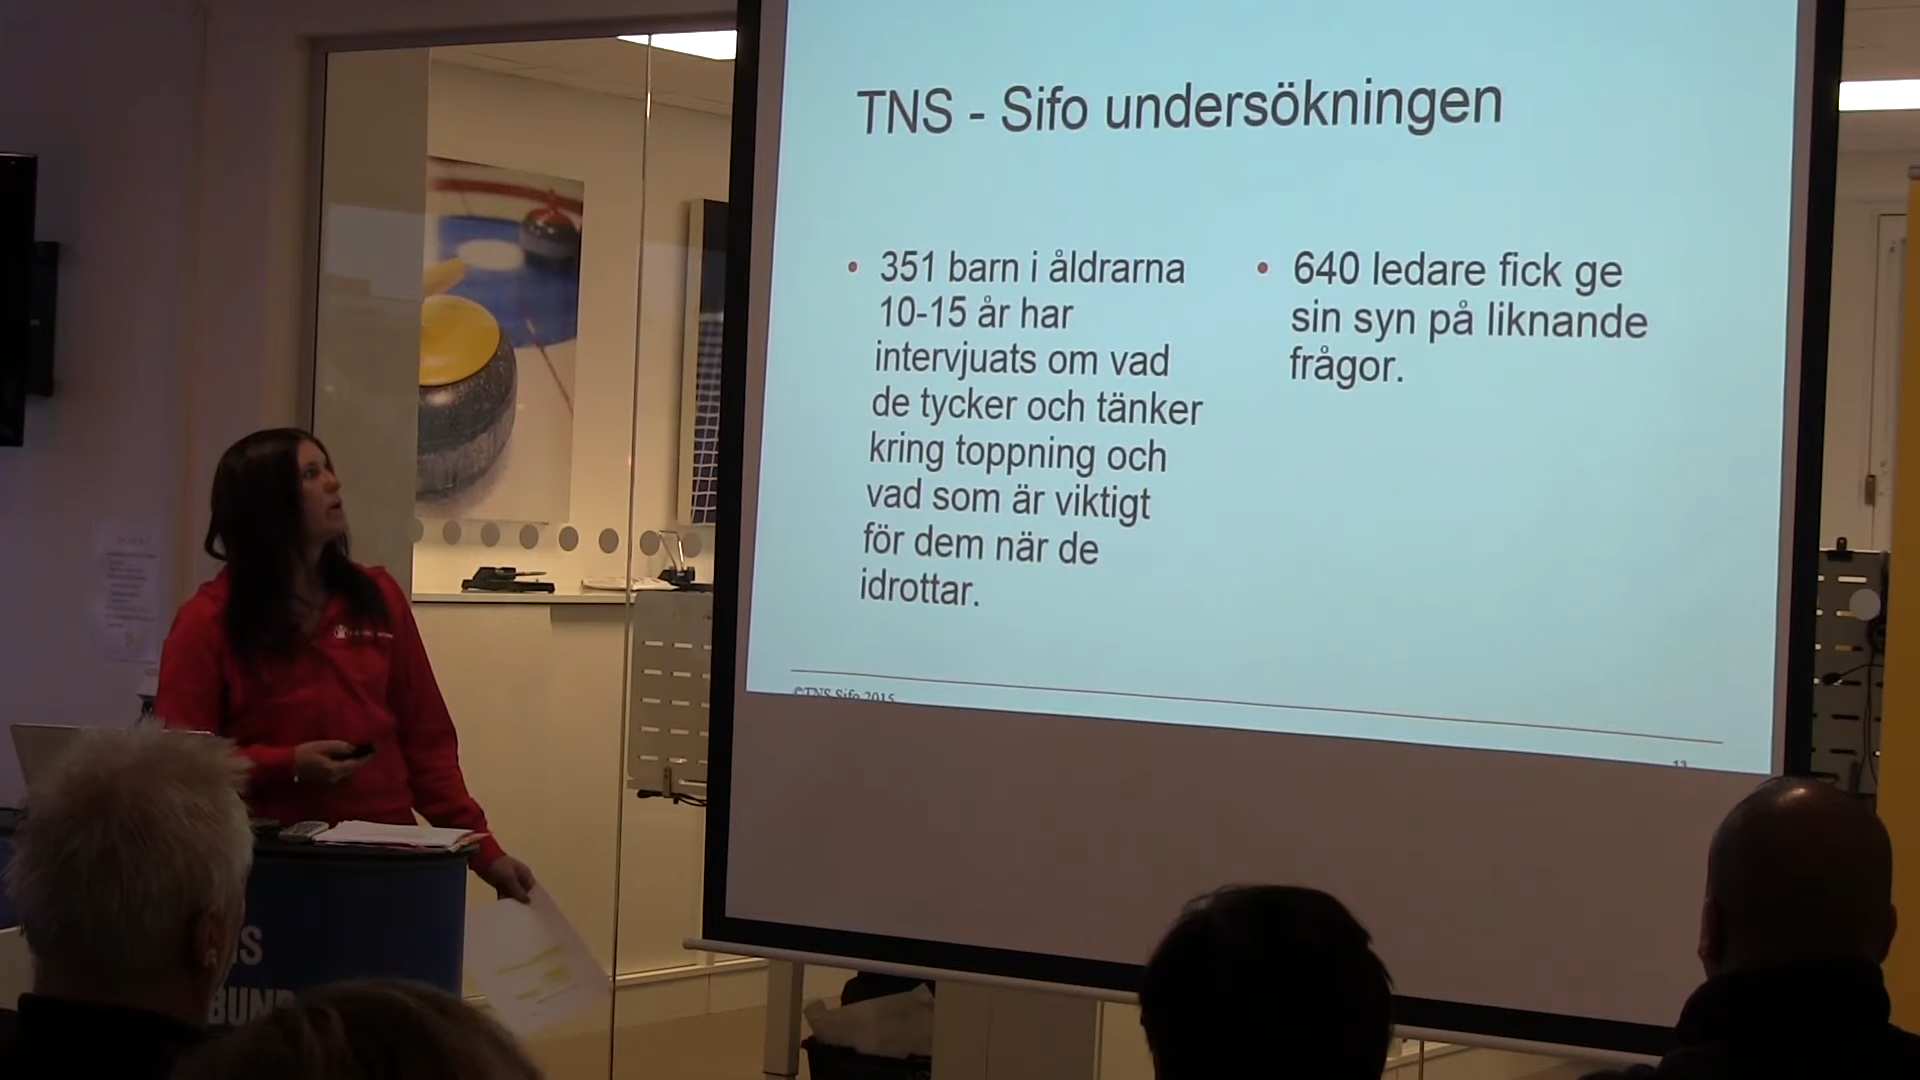 TNS - Sifo undersökningen
351 barn i åldrarna
10-15 år har
intervjuats om vad
de tycker och tänker
kring toppning och
vad som är viktigt
för dem när de
idrottar.
640 ledare fick ge
sin syn på liknande
frågor.
©TNS Sifo 2015
13